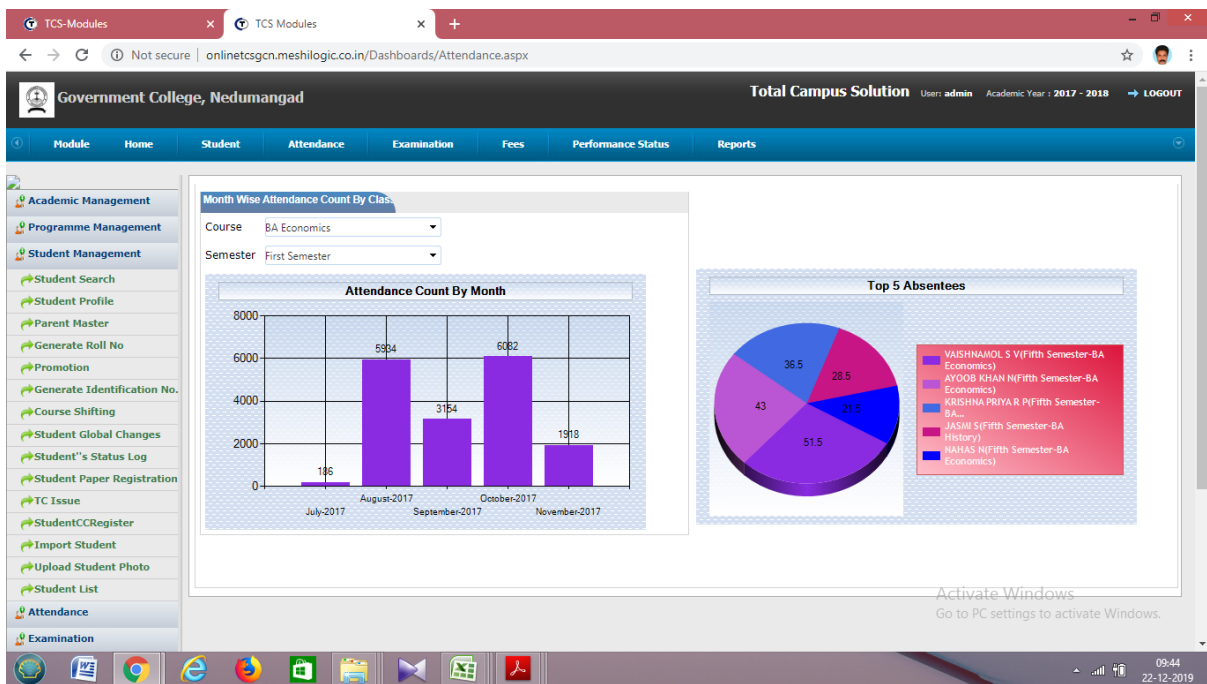 TCS-Modules
TCS Modules
Not secure | onlinetcsgcn.meshilogic.co.in/Dashboards/Attendance.aspx
Government College, Nedumangad
Total Campus Solution User: admin Academic Year : 2017 - 2018 LOGOUT
Module Home Student Attendance Examination Fees Performance Status Reports
Academic Management
Programme Management
Student Management
Student Search
Student Profile
Parent Master
Generate Roll No
Promotion
Generate Identification No.
Course Shifting
Student Global Changes
Student"s Status Log
Student Paper Registration
TC Issue
StudentCCRegister
Import Student
Upload Student Photo
Student List
Attendance
Examination
Month Wise Attendance Count By Clas
Course BA Economics
Semester First Semester
Attendance Count By Month
8000
6000
4000
2000
0
186
5934
3154
6082
1918
August-2017 October-2017
July-2017 September-2017 November-2017
Top 5 Absentees
36.5
28.5
43
21.5
51.5
VAISHNAMOL S V(Fifth Semester-BA
Economics)
AYOOB KHAN N(Fifth Semester-BA
Economics)
KRISHNA PRIYA R P(Fifth Semester-
BA...
JASMI S(Fifth Semester-BA
History)
NAHAS N(Fifth Semester-BA
Economics)
Activate Windows
Go to PC settings to activate Windows.
09:44
22-12-2019